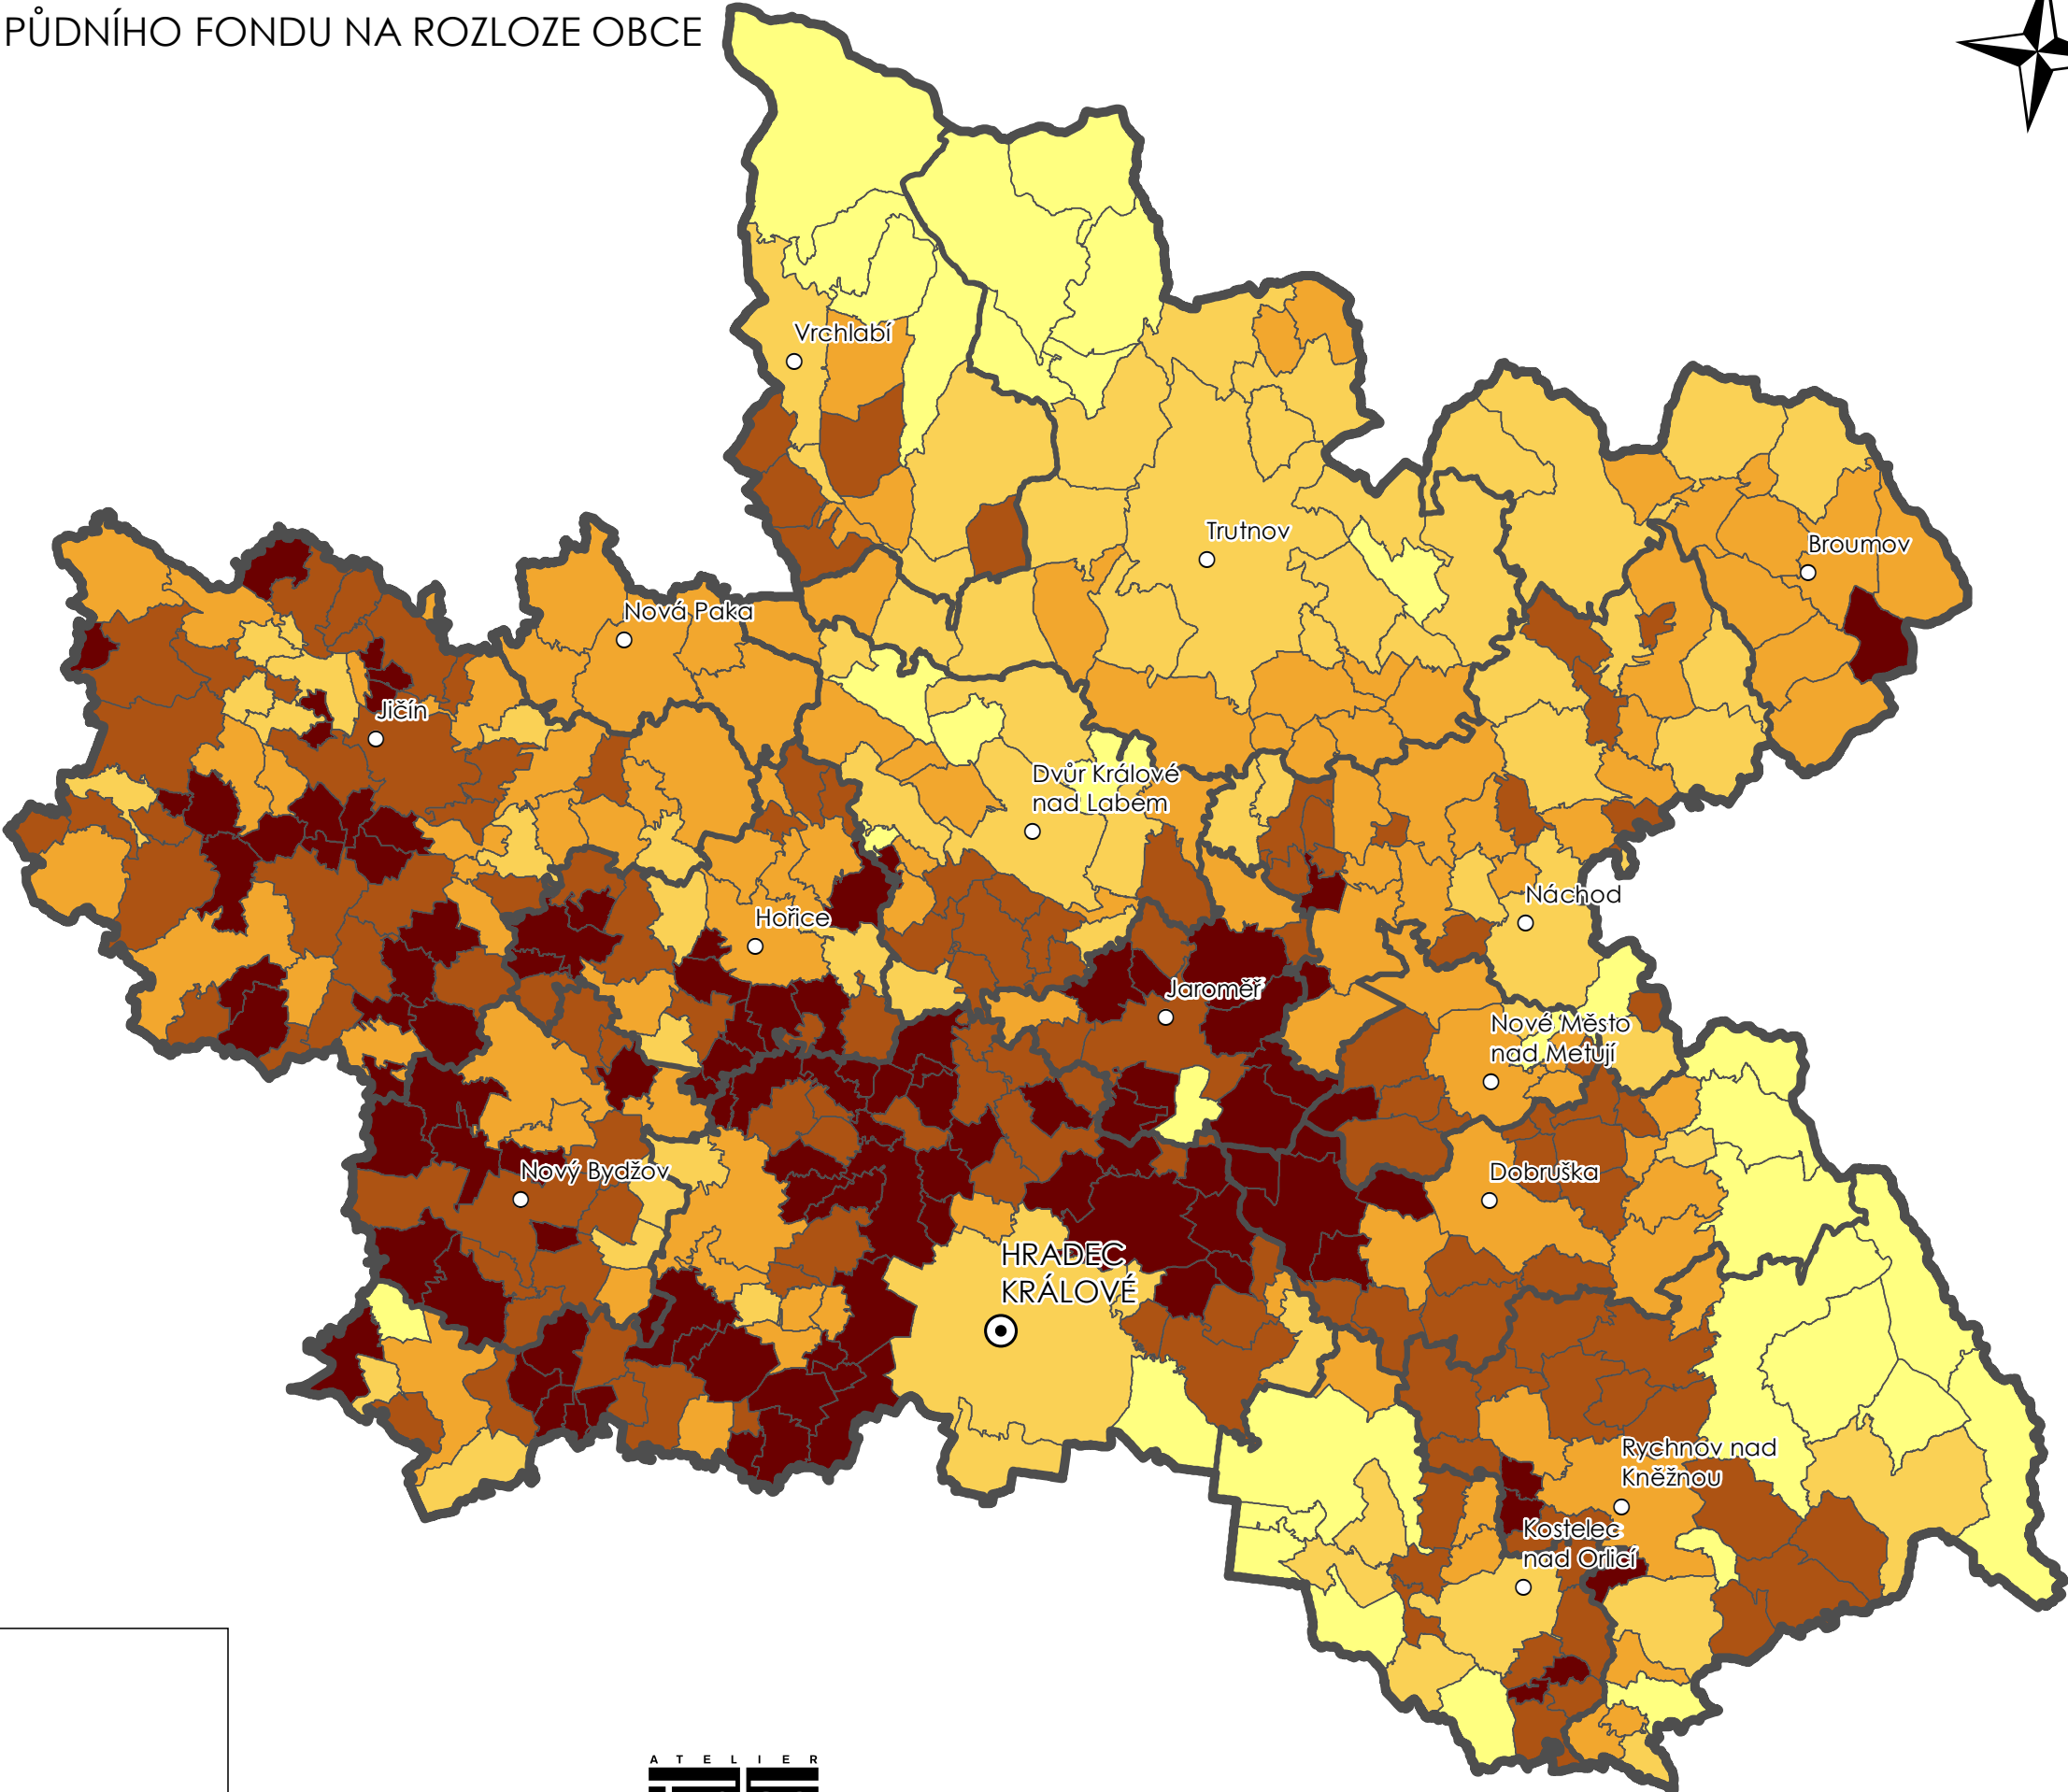 PŮDNÍHO FONDU NA ROZLOZE OBCE
Vrchlabí
Trutnov
Broumov
Nová Paka
Jičín
Dvůr Králové
nad Labem
Náchod
Hořice
Jaroměř
Nové Město
nad Metují
Nový Bydžov
Dobruška
HRADEC
KRÁLOVÉ
Rychnov nad
Kněžnou
Kostelec
nad Orlicí
ATELIER